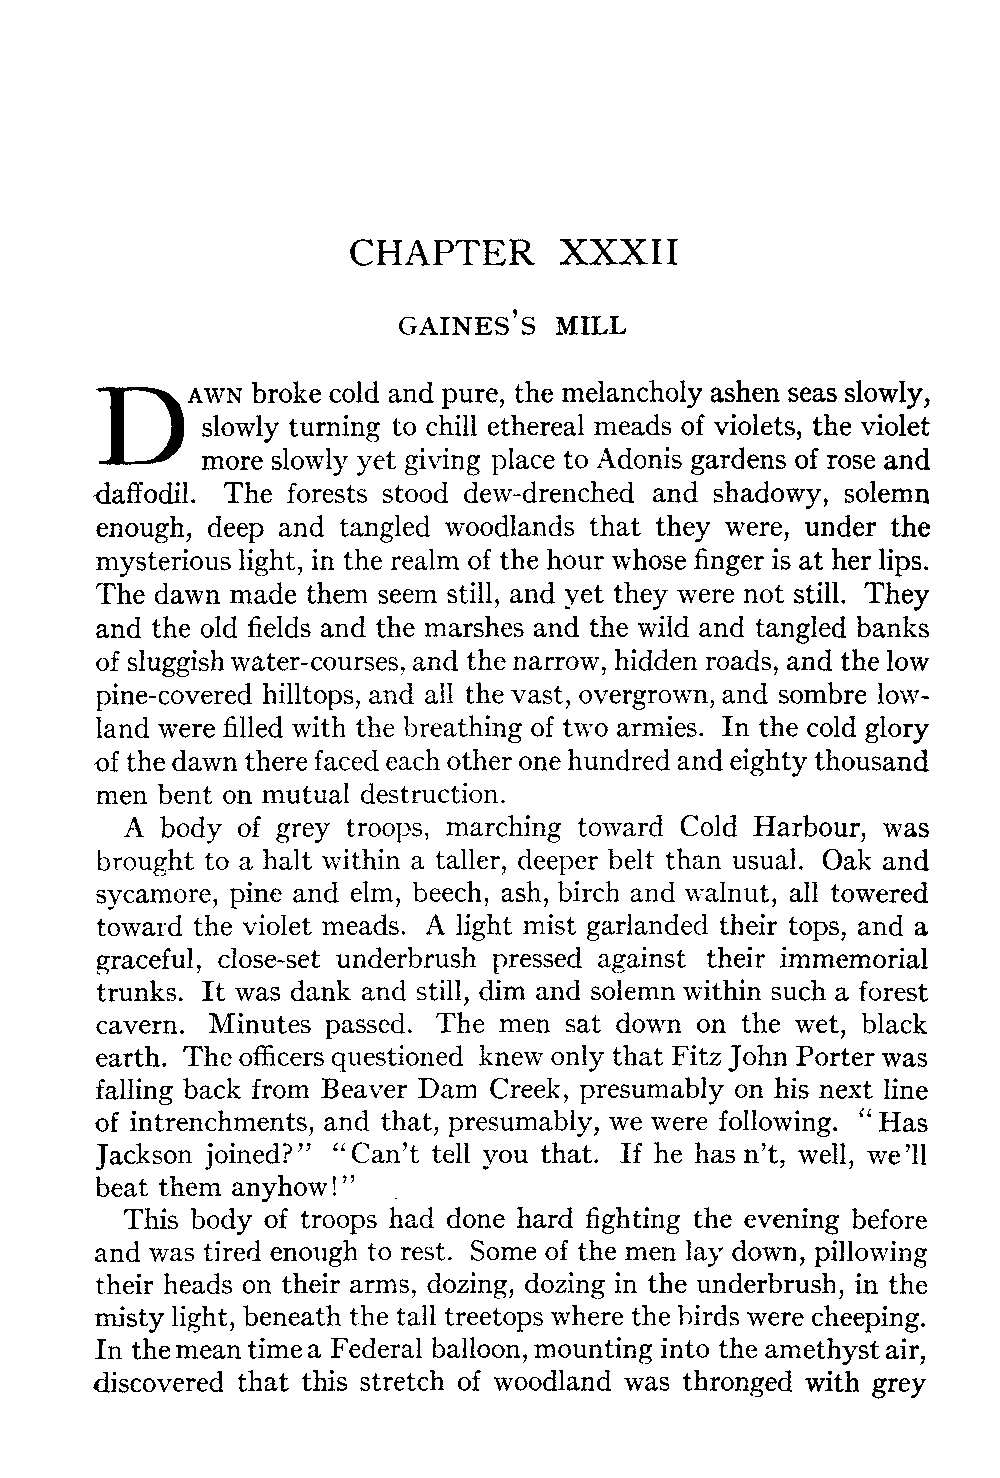 CHAPTER XXXII
GAINES'S MILL
DAWN broke cold and pure, the melancholy ashen seas slowly,
slowly turning to chill ethereal meads of violets, the violet
more slowly yet giving place to Adonis gardens of rose and
daffodil. The forests stood dew-drenched and shadowy, solemn
enough, deep and tangled woodlands that they were, under the
mysterious light, in the realm of the hour whose finger is at her lips.
The dawn made them seem still, and yet they were not still. They
and the old fields and the marshes and the wild and tangled banks
of sluggish water-courses, and the narrow, hidden roads, and the low
pine-covered hilltops, and all the vast, overgrown, and sombre low-
land were filled with the breathing of two armies. In the cold glory
of the dawn there faced each other one hundred and eighty thousand
men bent on mutual destruction.
A body of grey troops, marching toward Cold Harbour, was
brought to a halt within a taller, deeper belt than usual. Oak and
sycamore, pine and elm, beech, ash, birch and walnut, all towered
toward the violet meads. A light mist garlanded their tops, and a
graceful, close-set underbrush pressed against their immemorial
trunks. It was dank and still, dim and solemn within such a forest
cavern. Minutes passed. The men sat down on the wet, black
earth. The officers questioned knew only that Fitz John Porter was
falling back from Beaver Dam Creek, presumably on his next line
of intrenchments, and that, presumably, we were following. "Has
Jackson joined?" "Can't tell you that. If he has n't, well, we'll
beat them anyhow!"
This body of troops had done hard fighting the evening before
and was tired enough to rest. Some of the men lay down, pillowing
their heads on their arms, dozing, dozing in the underbrush, in the
misty light, beneath the tall treetops where the birds were cheeping.
In the mean time a Federal balloon, mounting into the amethyst air,
discovered that this stretch of woodland was thronged with grey